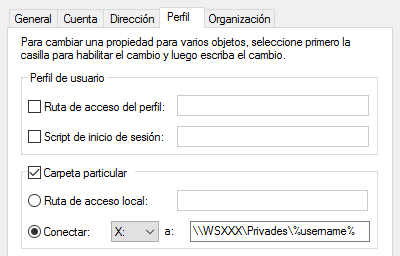 General Cuenta Dirección Perfil Organización
Para cambiar una propiedad para varios objetos, seleccione primero la
casilla para habilitar el cambio y luego escriba el cambio.
Perfil de usuario
Ruta de acceso del perfil:
Script de inicio de sesión:
Carpeta particular
Ruta de acceso local:
Conectar: X: a: \\WSXXX\Privades\%username%